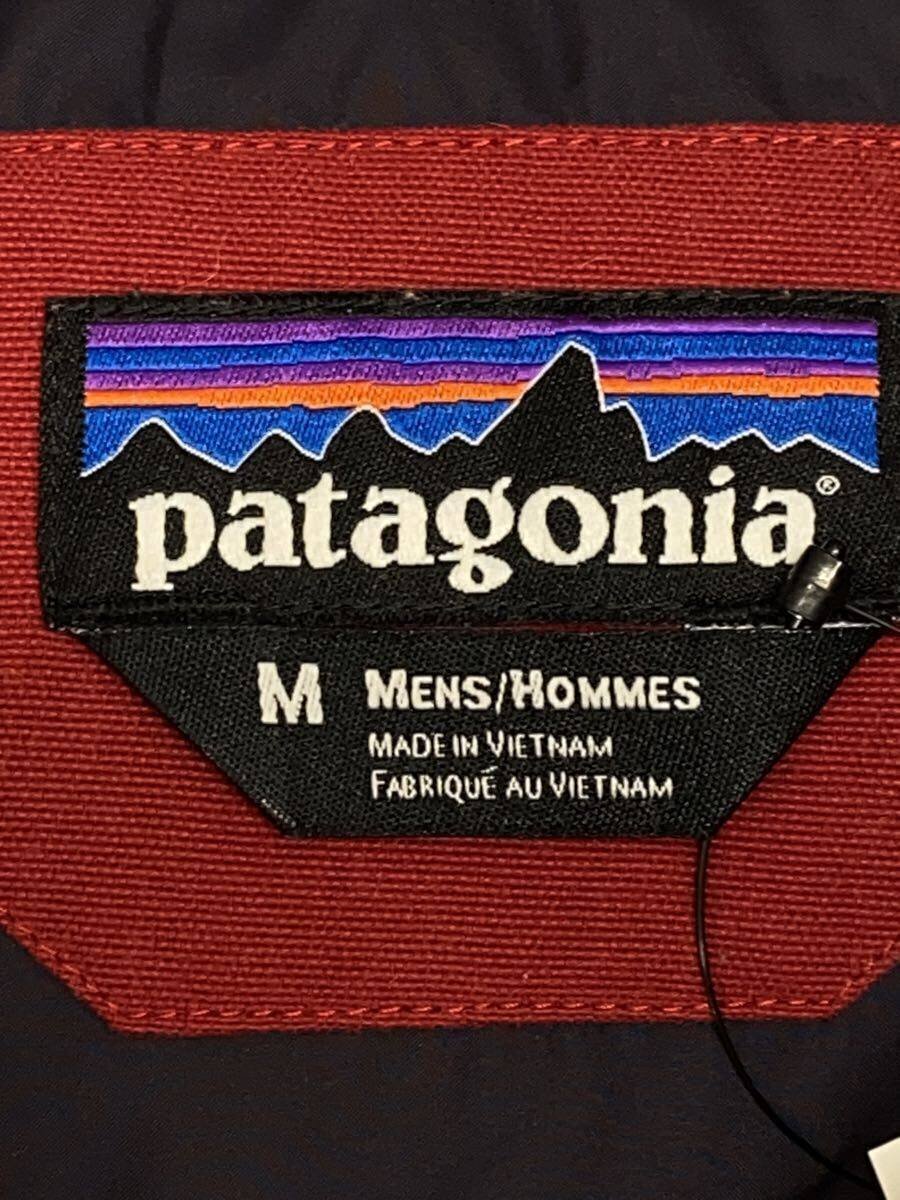 patagonia®
M MENS/HOMMES
MADE IN VIETNAM
FABRIQUÉ AU VIETNAM